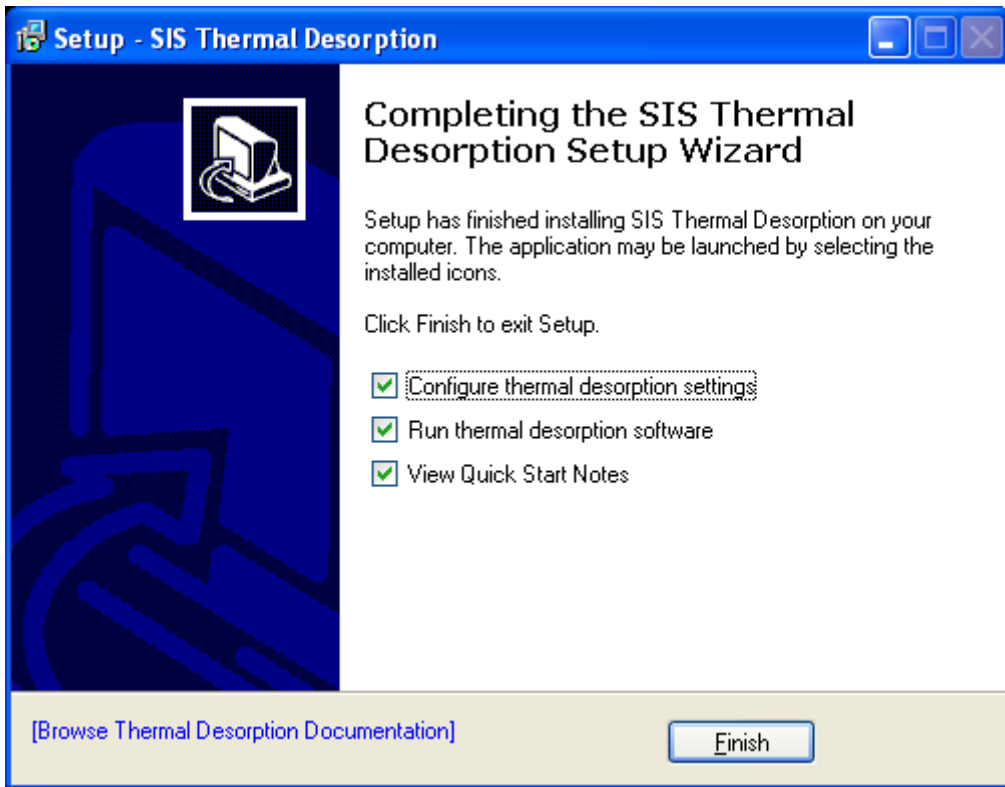 Setup - SIS Thermal Desorption
Completing the SIS Thermal
Desorption Setup Wizard
Setup has finished installing SIS Thermal Desorption on your
computer. The application may be launched by selecting the
installed icons.
Click Finish to exit Setup.
Configure thermal desorption settings
Run thermal desorption software
View Quick Start Notes
[Browse Thermal Desorption Documentation]
Finish